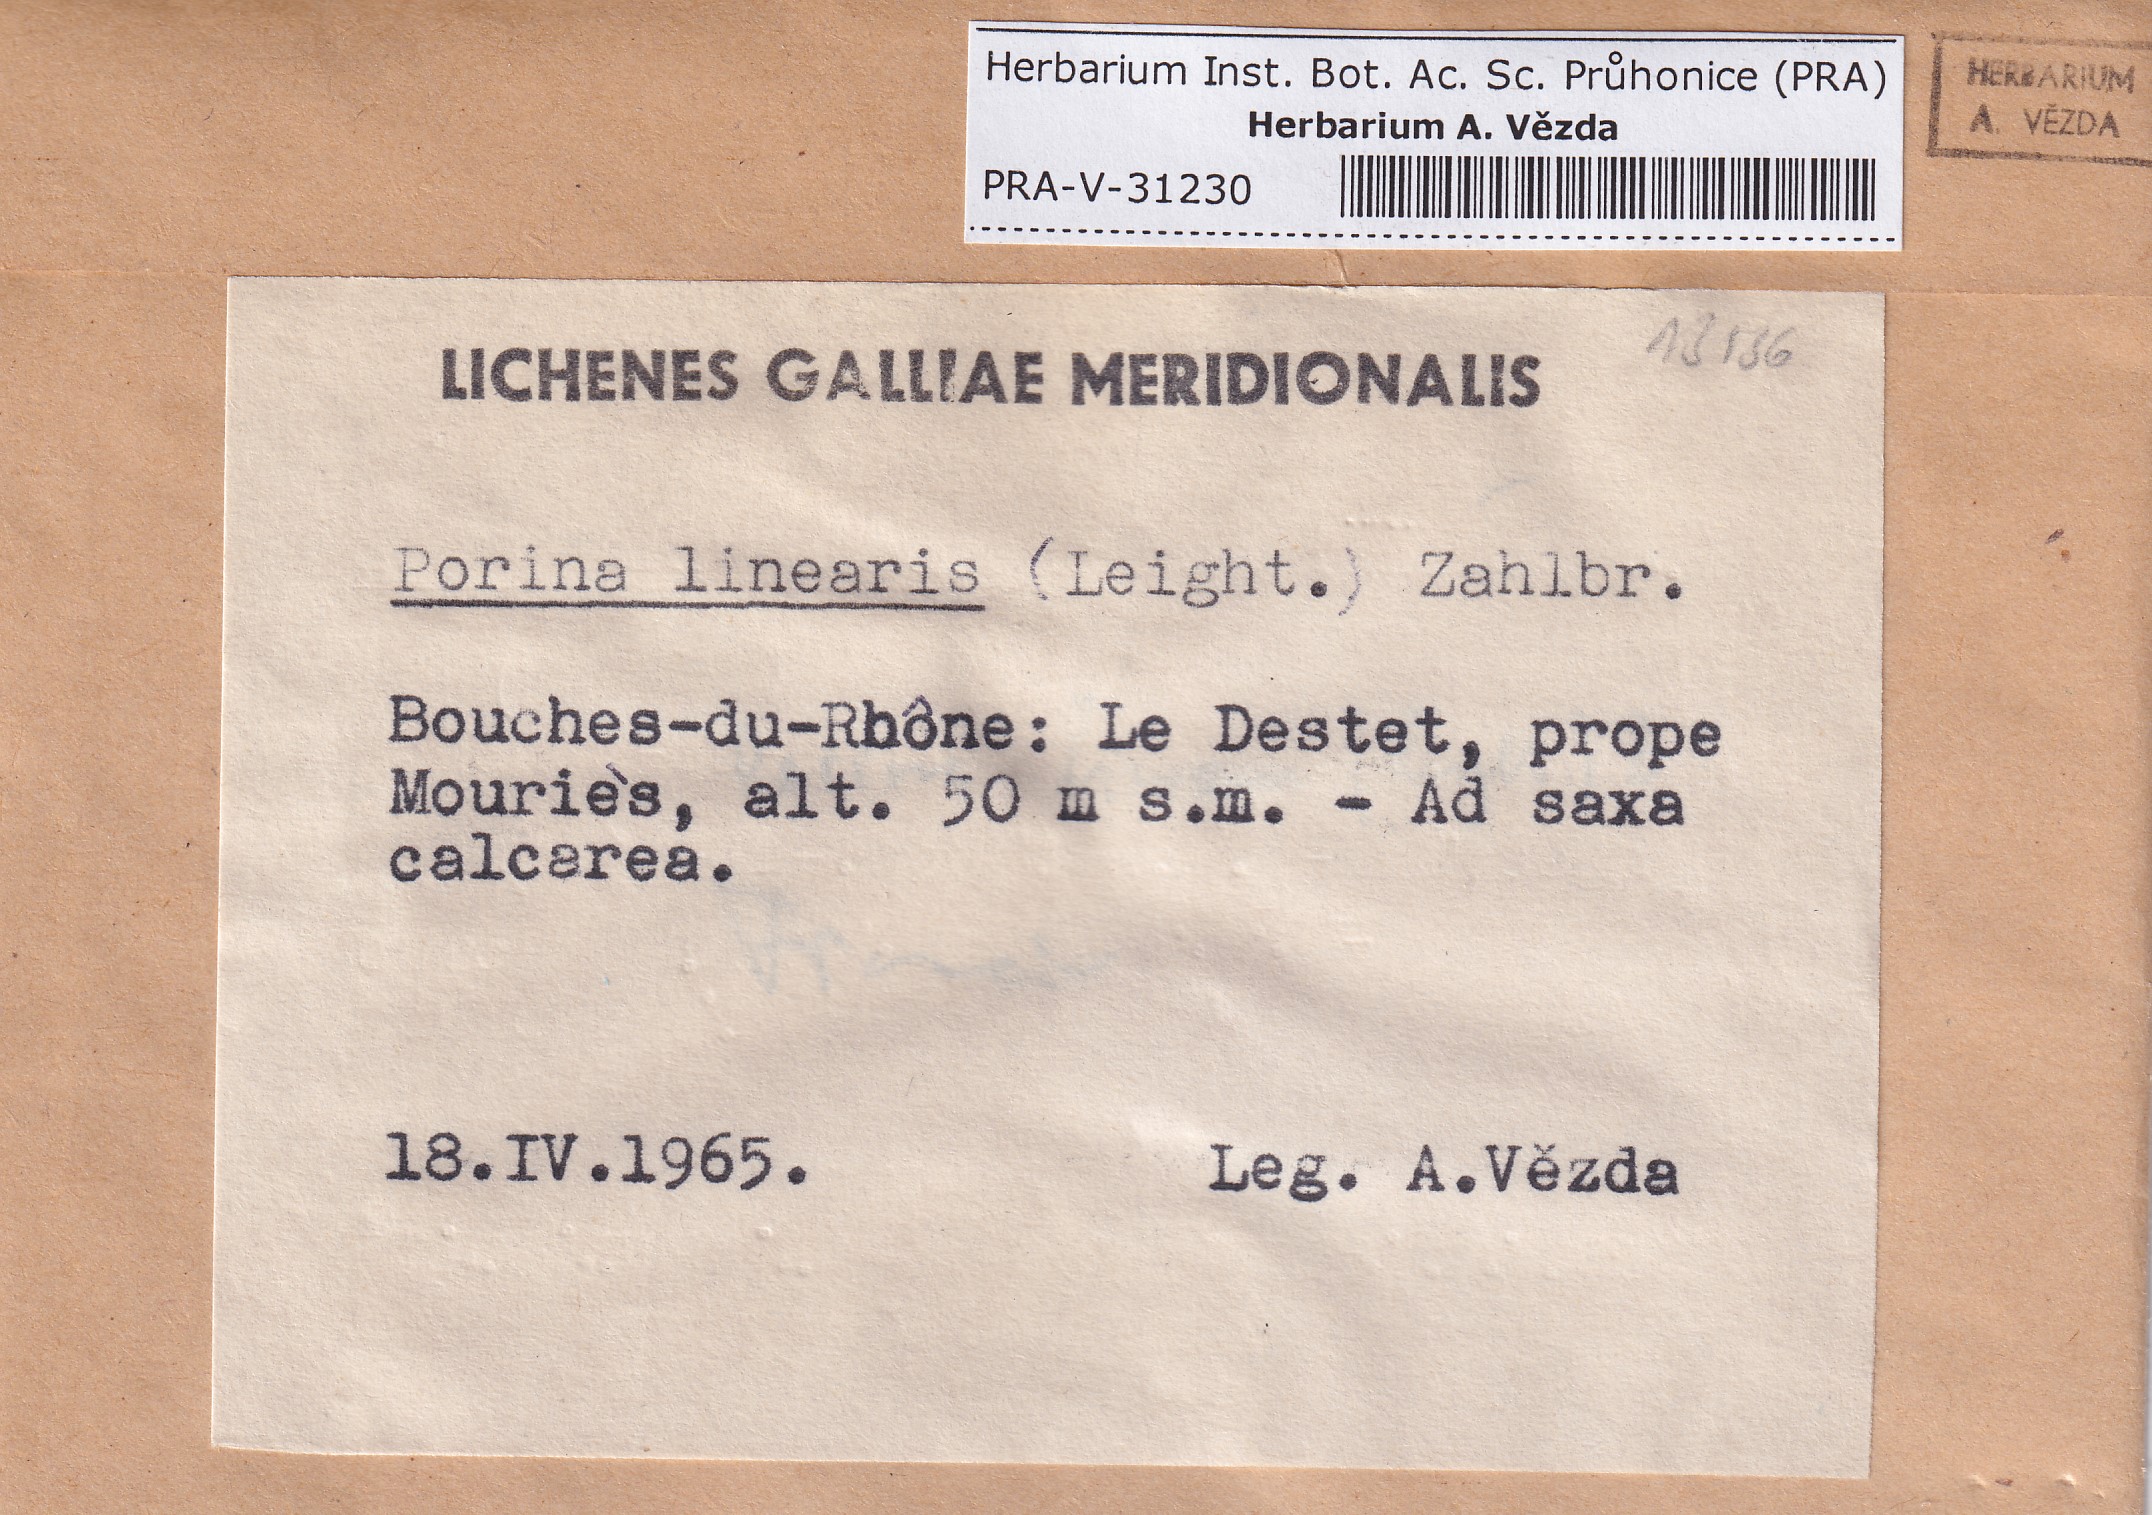 Herbarium Inst. Bot. Ac. Sc. Průhonice (PRA)
Herbarium A. Vězda
PRA-V-31230
HERBARIUM
A. VĚZDA
LICHENES GALLIAE MERIDIONALIS
Porina linearis (Leight.) Zahlbr.
Bouches-du-Rhône: Le Destet, prope
Mouriès, alt. 50 m s.m. - Ad saxa
calcarea.
18.IV.1965.
Leg. A.Vězda